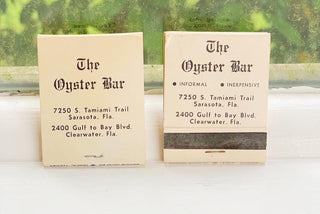 The
Oyster Bar
7250 S. Tamiami Trail
Sarasota, Fla.
2400 Gulf to Bay Blvd.
Clearwater, Fla.
The
Oyster Bar
• INFORMAL • INEXPENSIVE
7250 S. Tamiami Trail
Sarasota, Fla.
2400 Gulf to Bay Blvd.
Clearwater, Fla.